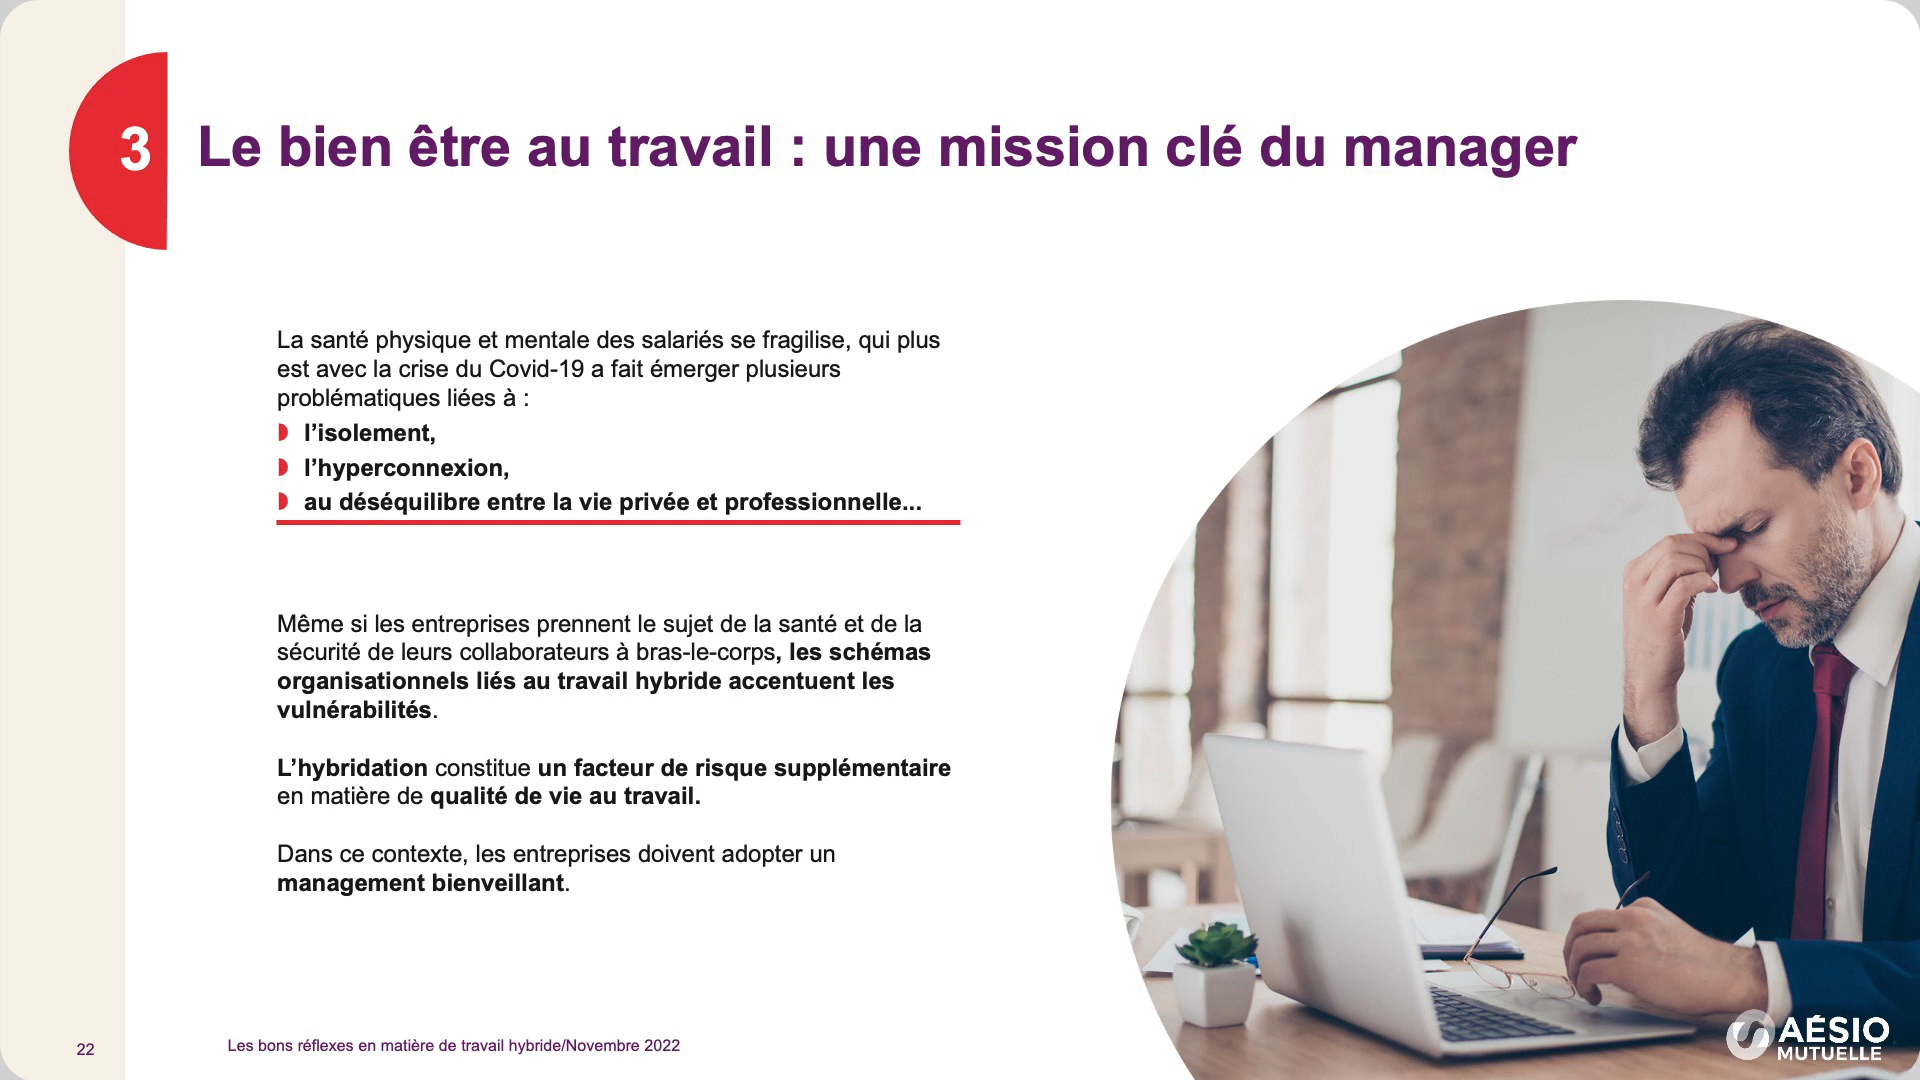 3
Le bien être au travail : une mission clé du manager
La santé physique et mentale des salariés se fragilise, qui plus
est avec la crise du Covid-19 a fait émerger plusieurs
problématiques liées à :
l’isolement,
l’hyperconnexion,
au déséquilibre entre la vie privée et professionnelle...
Même si les entreprises prennent le sujet de la santé et de la
sécurité de leurs collaborateurs à bras-le-corps, les schémas
organisationnels liés au travail hybride accentuent les
vulnérabilités.
L’hybridation constitue un facteur de risque supplémentaire
en matière de qualité de vie au travail.
Dans ce contexte, les entreprises doivent adopter un
management bienveillant.
22
Les bons réflexes en matière de travail hybride/Novembre 2022
AÉSIO
MUTUELLE